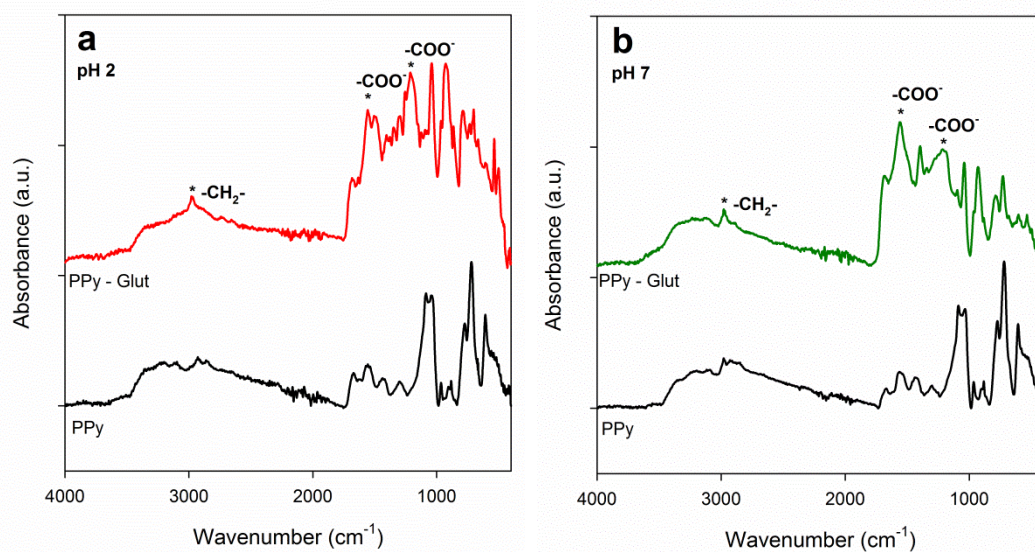 a
pH 2
-COO-
* -COO-
*
* -CH2-
PPy - Glut
PPy
Absorbance (a.u.)
4000 3000 2000 1000
Wavenumber (cm-1)
b
pH 7
-COO-
*
-COO-
*
* -CH2-
PPy - Glut
PPy
Absorbance (a.u.)
4000 3000 2000 1000
Wavenumber (cm-1)